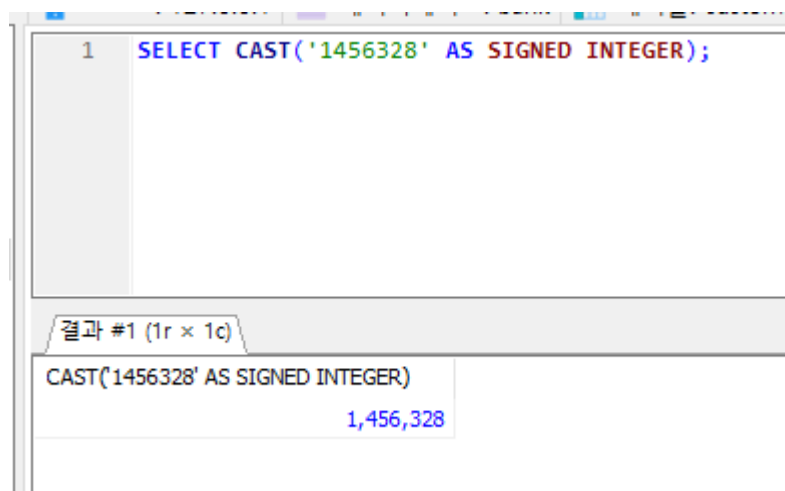 1 SELECT CAST('1456328' AS SIGNED INTEGER);
결과 #1 (1r × 1c)
CAST('1456328' AS SIGNED INTEGER)
1,456,328